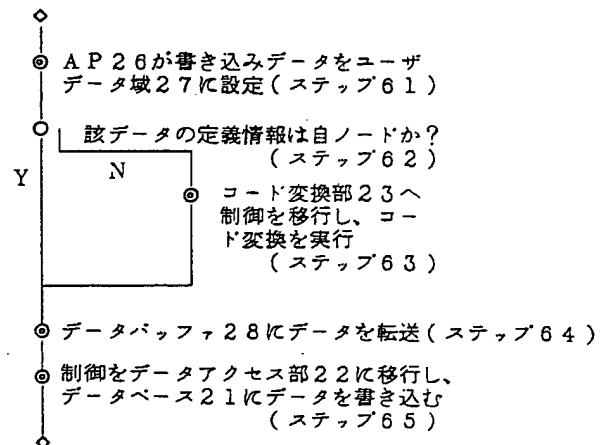 AP26が書き込みデータをユーザ
データ域27に設定(ステップ61)
該データの定義情報は自ノードか?
(ステップ62)
Y
N
コード変換部23へ
制御を移行し、コー
ド変換を実行
(ステップ63)
データバッファ28にデータを転送(ステップ64)
制御をデータアクセス部22に移行し、
データベース21にデータを書き込む
(ステップ65)